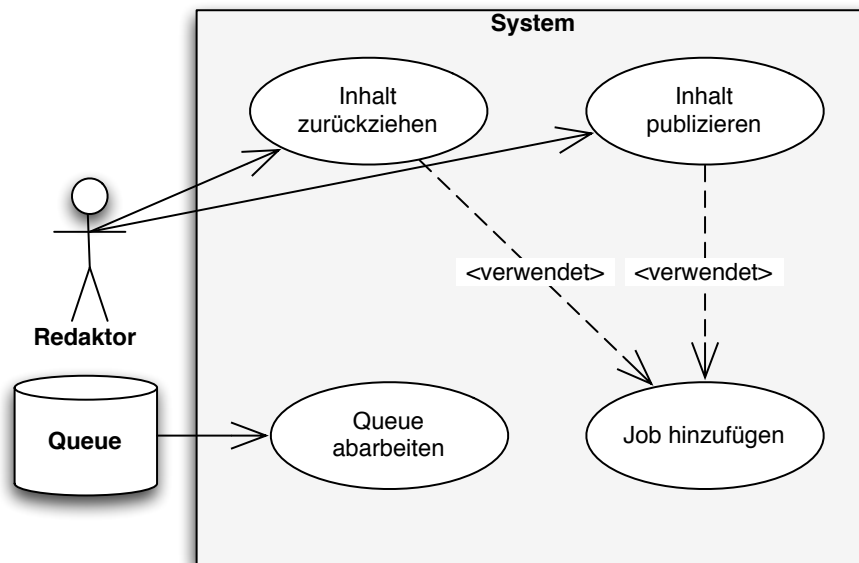 System
Inhalt
zurückziehen
Inhalt
publizieren
<verwendet>
<verwendet>
Redaktor
Queue
Queue
abarbeiten
Job hinzufügen